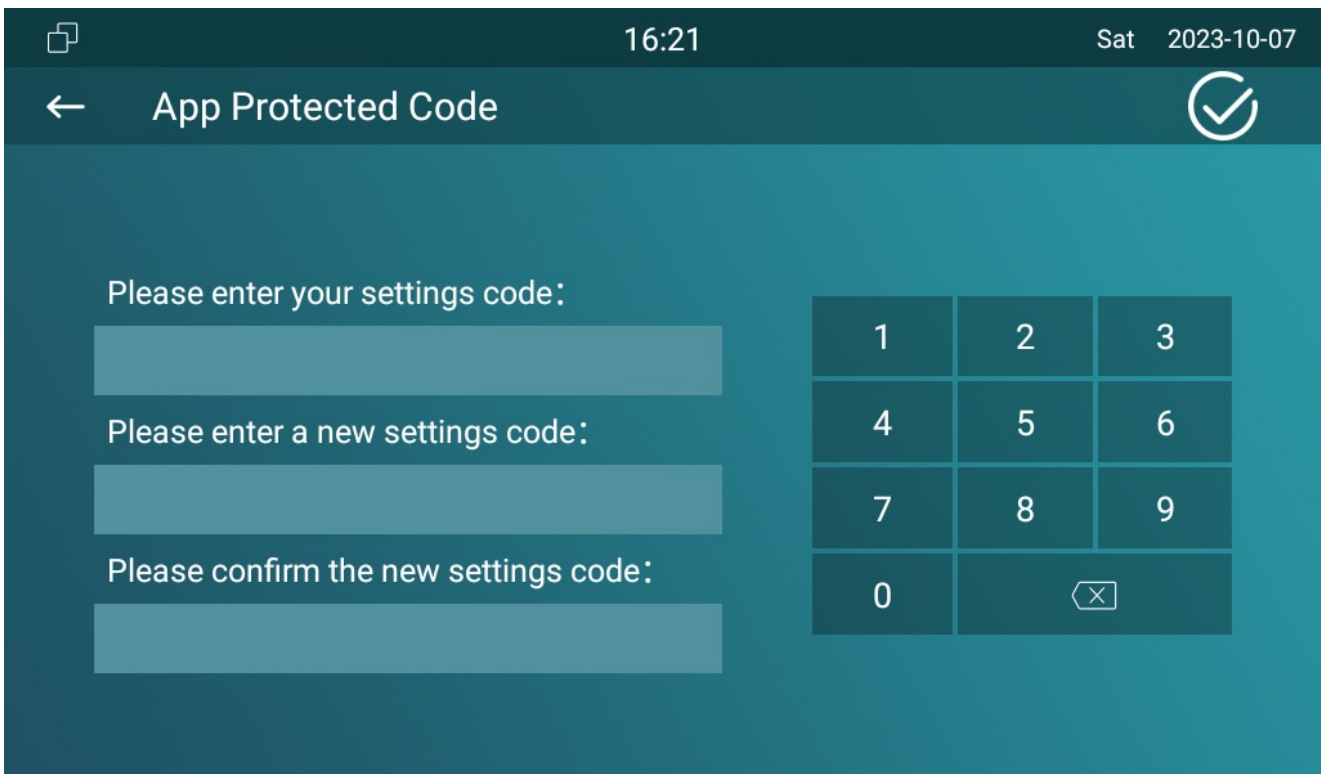 16:21 Sat 2023-10-07
App Protected Code
Please enter your settings code:
1 2 3
Please enter a new settings code:
4 5 6
7 8 9
Please confirm the new settings code:
0